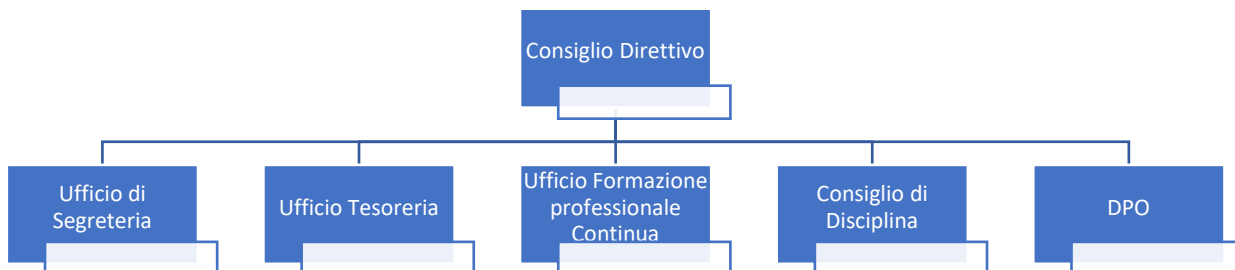 Consiglio Direttivo
Ufficio di
Segreteria
Ufficio Tesoreria
Ufficio Formazione
professionale
Continua
Consiglio di
Disciplina
DPO